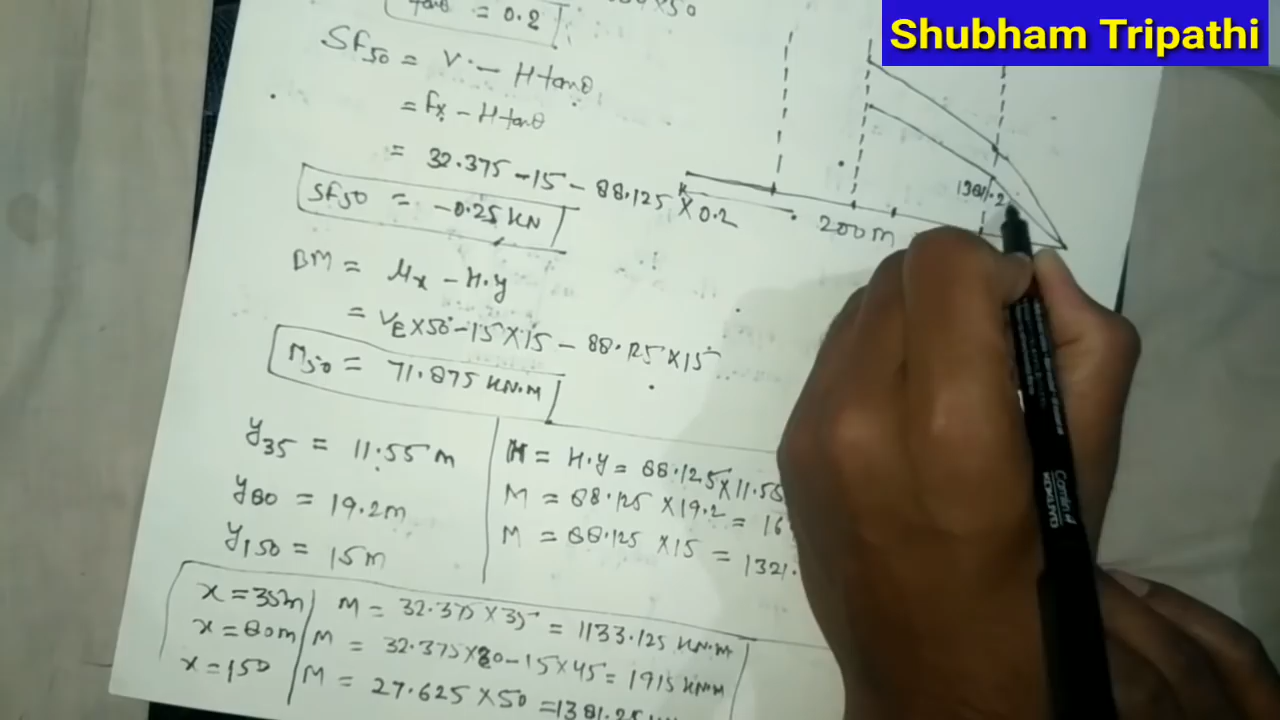 Shubham Tripathi
tanθ = 0.2
SF50 = V - H tanθ
= Fx - H tanθ
= 32.375 - 15 - 88.125 × 0.2
SF50 = -0.25 KN
BM = Mx - H.y
= VE × 50 - 15 × 15 - 88.125 × 15
M50 = 71.875 KN.M
y35 = 11.55 m
y80 = 19.2 m
y150 = 15 m
M = H.y = 88.125 × 11.55
M = 88.125 × 19.2 = 16
M = 88.125 × 15 = 1321.
x = 35m M = 32.375 × 35 = 1133.125 KN.M
x = 80m M = 32.375 × 80 - 15 × 45 = 1915 KN.M
x = 150 M = 27.625 × 50 = 1381.25
200m
1381.2